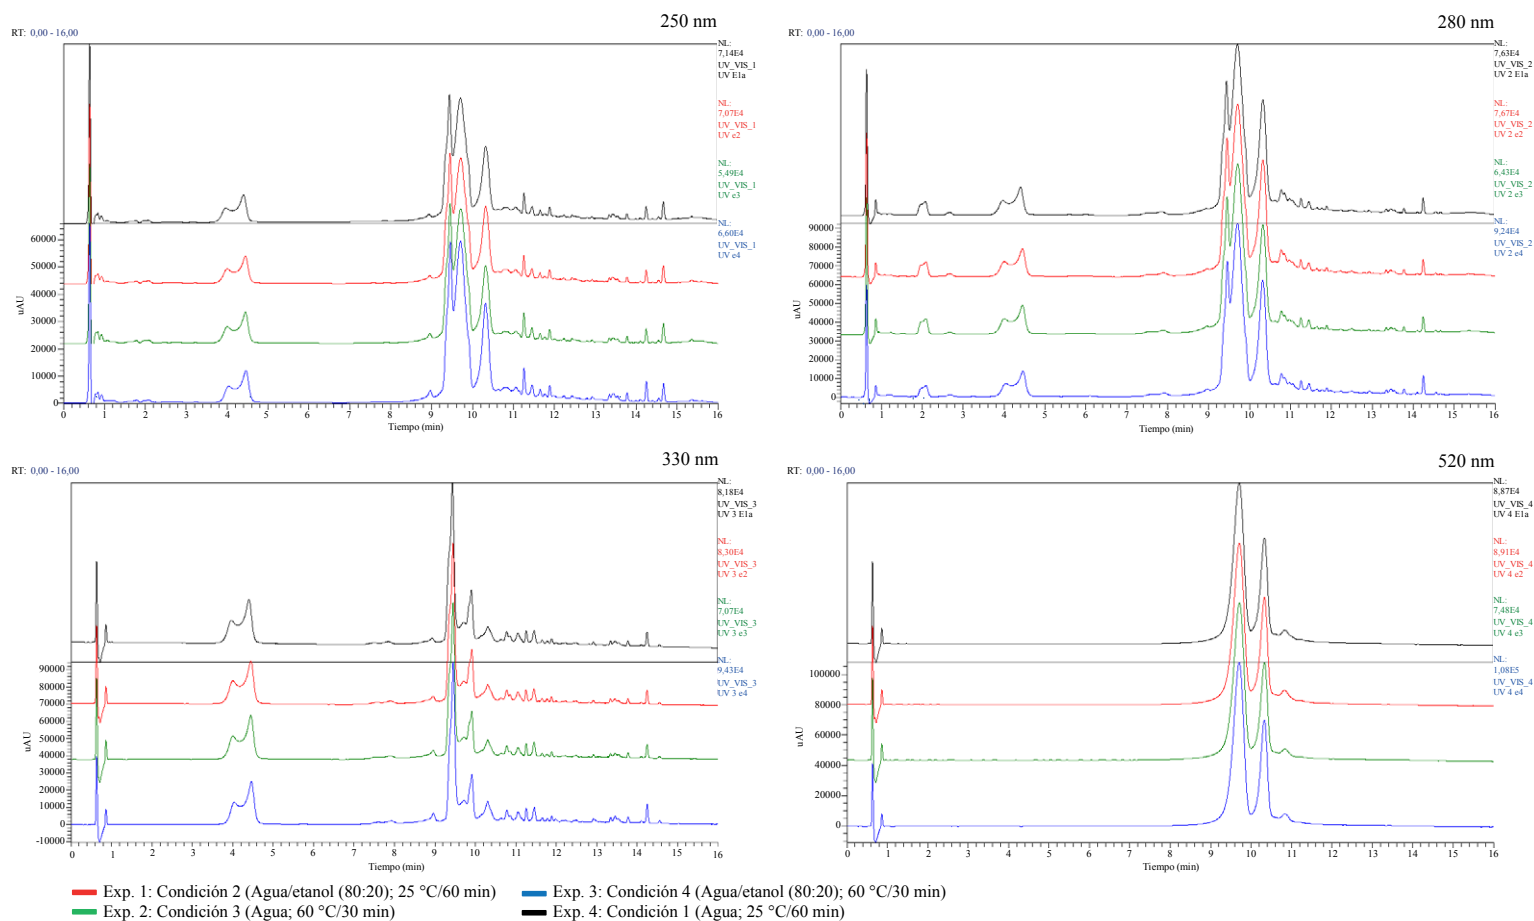 250 nm
RT: 0,00 - 16,00
NL:
7,14E4
UV_VIS_1
UV E1a
NL:
7,07E4
UV_VIS_1
UV e2
NL:
5,49E4
UV_VIS_1
UV e3
NL:
6,60E4
UV_VIS_1
UV e4
60000
50000
40000
30000
20000
10000
0
uAU
0 1 2 3 4 5 6 7 8 9 10 11 12 13 14 15 16
Tiempo (min)
280 nm
RT: 0,00 - 16,00
NL:
7,63E4
UV_VIS_2
UV 2 E1a
NL:
7,67E4
UV_VIS_2
UV 2 e2
NL:
6,43E4
UV_VIS_2
UV 2 e3
NL:
9,24E4
UV_VIS_2
UV 2 e4
90000
80000
70000
60000
50000
40000
30000
20000
10000
0
uAU
0 1 2 3 4 5 6 7 8 9 10 11 12 13 14 15 16
Tiempo (min)
330 nm
RT: 0,00 - 16,00
NL:
8,18E4
UV_VIS_3
UV 3 E1a
NL:
8,30E4
UV_VIS_3
UV 3 e2
NL:
7,07E4
UV_VIS_3
UV 3 e3
NL:
9,43E4
UV_VIS_3
UV 3 e4
90000
80000
70000
60000
50000
40000
30000
20000
10000
0
-10000
uAU
0 1 2 3 4 5 6 7 8 9 10 11 12 13 14 15 16
Tiempo (min)
520 nm
RT: 0,00 - 16,00
NL:
8,87E4
UV_VIS_4
UV 4 E1a
NL:
8,91E4
UV_VIS_4
UV 4 e2
NL:
7,48E4
UV_VIS_4
UV 4 e3
NL:
1,08E5
UV_VIS_4
UV 4 e4
100000
80000
60000
40000
20000
0
uAU
0 1 2 3 4 5 6 7 8 9 10 11 12 13 14 15 16
Tiempo (min)
Exp. 1: Condición 2 (Agua/etanol (80:20); 25 °C/60 min)
Exp. 3: Condición 4 (Agua/etanol (80:20); 60 °C/30 min)
Exp. 2: Condición 3 (Agua; 60 °C/30 min)
Exp. 4: Condición 1 (Agua; 25 °C/60 min)